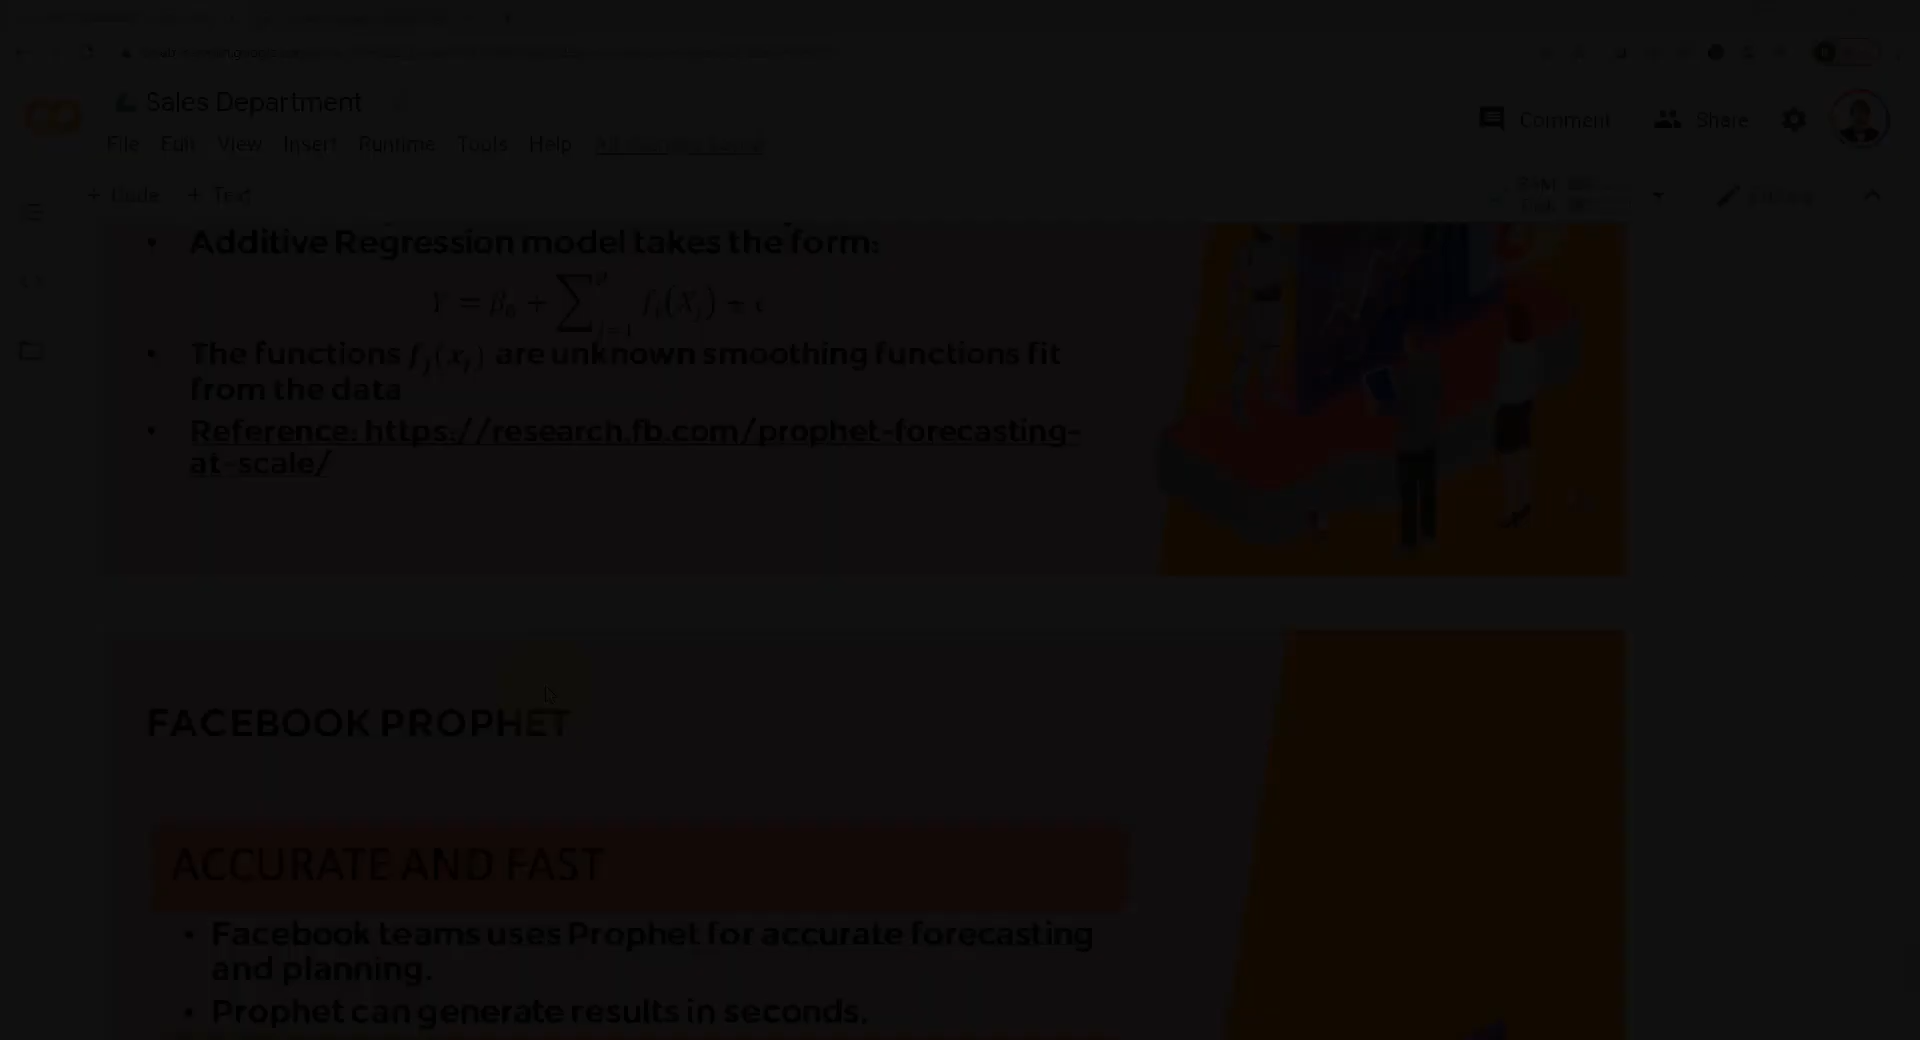 Sales Department
File Edit View Insert Runtime Tools Help
Comment Share
+ Code + Text
• Additive Regression model takes the form:
• The functions f_j(x_j) are unknown smoothing functions fit
from the data
• Reference: https://research.fb.com/prophet-forecasting-
at-scale/
FACEBOOK PROPHET
ACCURATE AND FAST
• Facebook teams uses Prophet for accurate forecasting
and planning.
• Prophet can generate results in seconds.